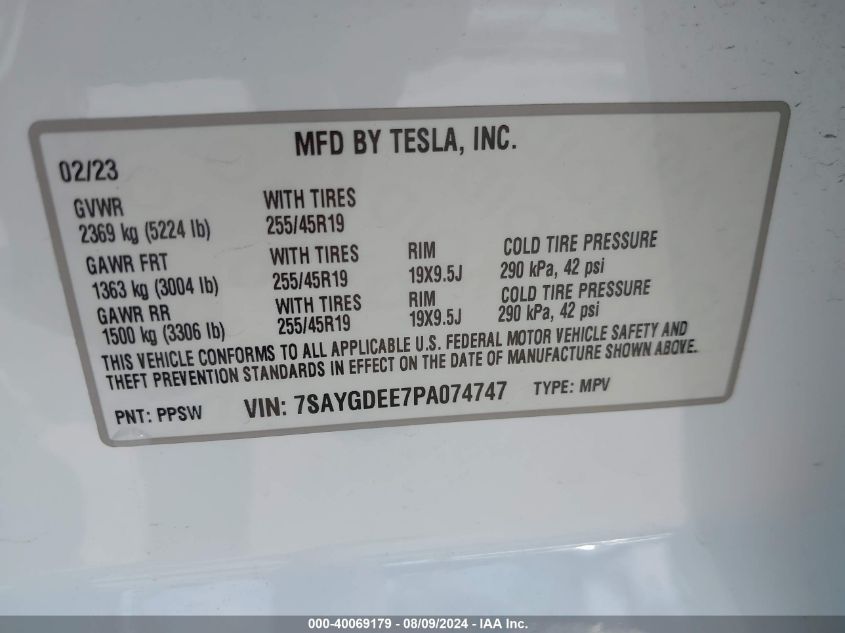 MFD BY TESLA, INC.
02/23
GVWR WITH TIRES
2369 kg (5224 lb) 255/45R19
GAWR FRT WITH TIRES RIM COLD TIRE PRESSURE
1363 kg (3004 lb) 255/45R19 19X9.5J 290 kPa, 42 psi
GAWR RR WITH TIRES RIM COLD TIRE PRESSURE
1500 kg (3306 lb) 255/45R19 19X9.5J 290 kPa, 42 psi
THIS VEHICLE CONFORMS TO ALL APPLICABLE U.S. FEDERAL MOTOR VEHICLE SAFETY AND
THEFT PREVENTION STANDARDS IN EFFECT ON THE DATE OF MANUFACTURE SHOWN ABOVE.
PNT: PPSW VIN: 7SAYGDEE7PA074747 TYPE: MPV
000-40069179 - 08/09/2024 - IAA Inc.